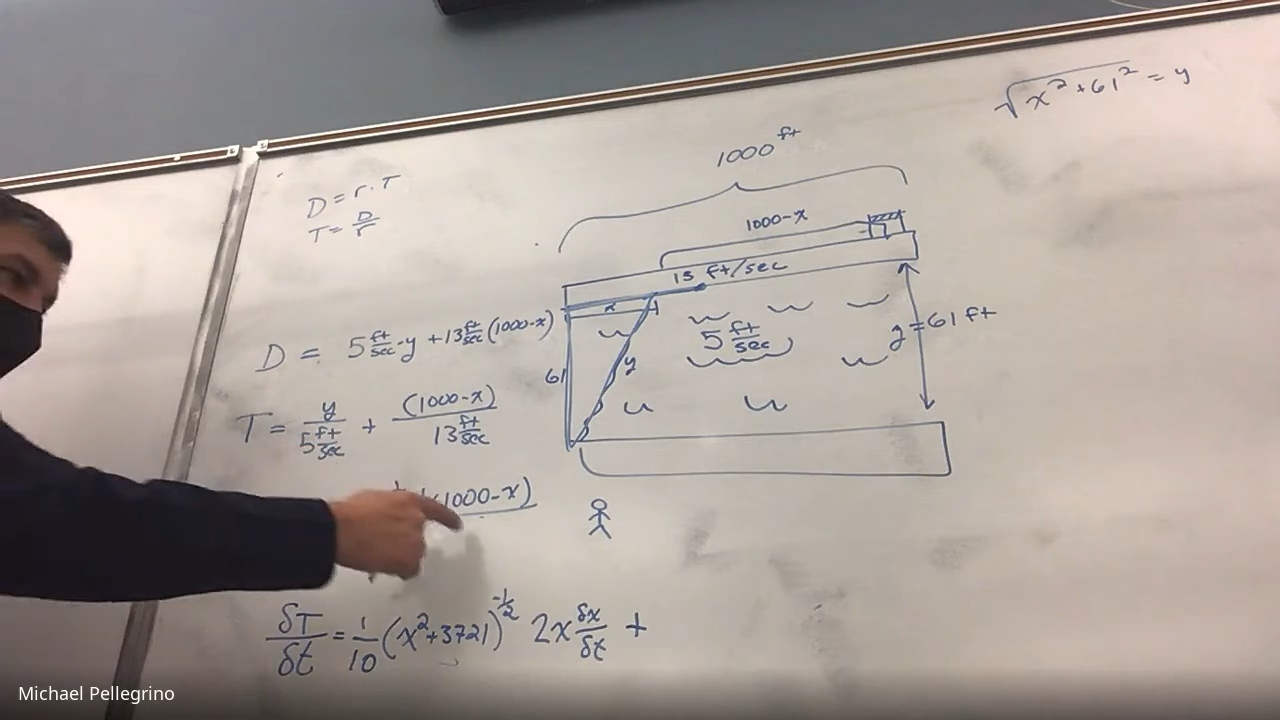 √x²+61² = y
1000 ft
D = r·T
T = D/r
1000-x
13 ft/sec
x
D = 5 ft/sec·y + 13 ft/sec (1000-x)
5 ft/sec
y = 61 ft
61
y
T = y/5 ft/sec + (1000-x)/13 ft/sec
(1000-x)
δT/δt = 1/10 (x²+3721)^-1/2 2x δx/δt +
Michael Pellegrino